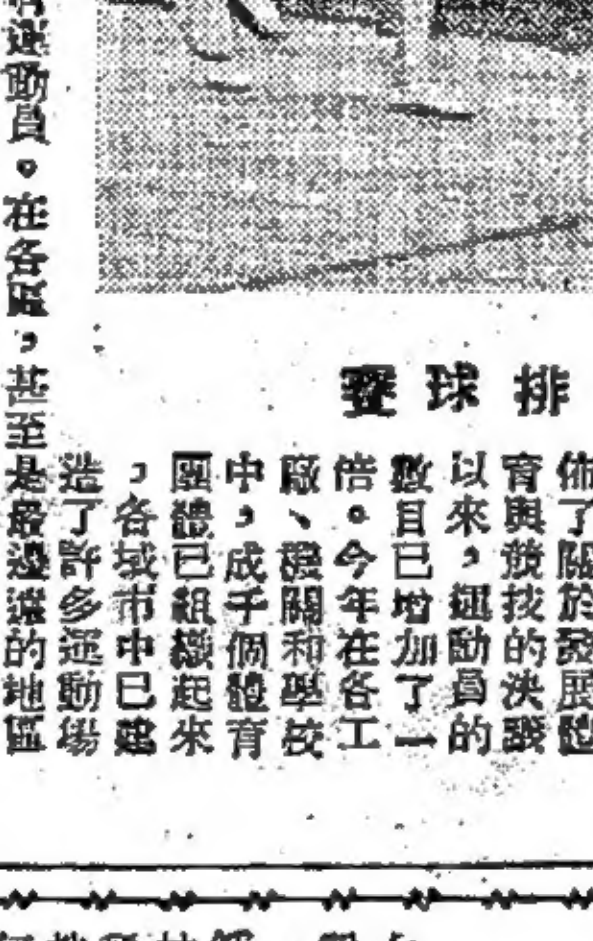 排球賽
佈了關於發展體
育與競技的決議
以來，運動員的
數目已增加了一
倍。今年在各工
廠、機關和學校
中，成千個體育
團體已組織起來
，各城市中已建
造了許多運動場
運動員。在各區，甚至是最邊遠的地區